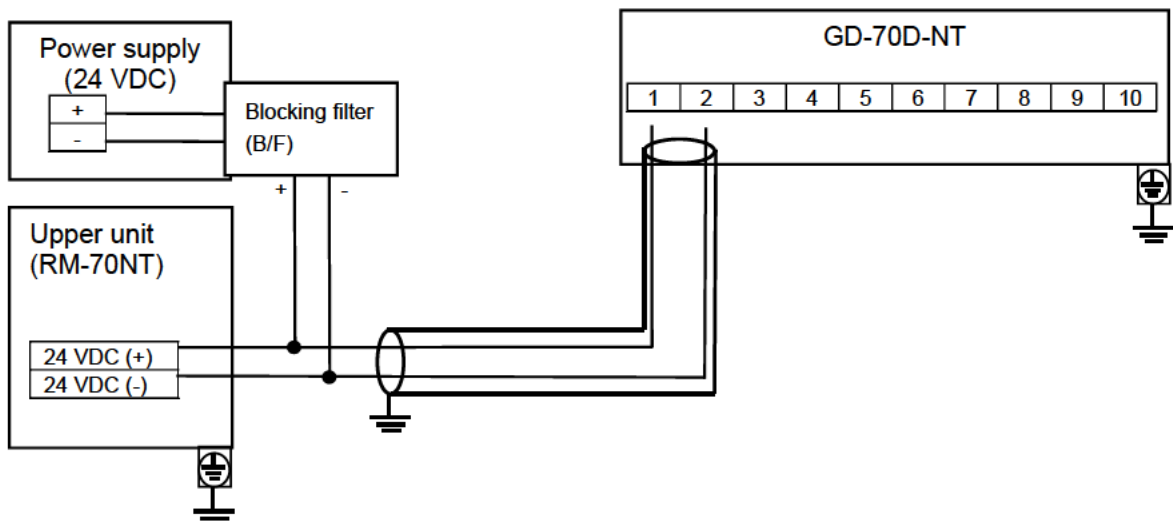 Power supply
(24 VDC)
+
-
Blocking filter
(B/F)
+ -
Upper unit
(RM-70NT)
24 VDC (+)
24 VDC (-)
GD-70D-NT
1 2 3 4 5 6 7 8 9 10